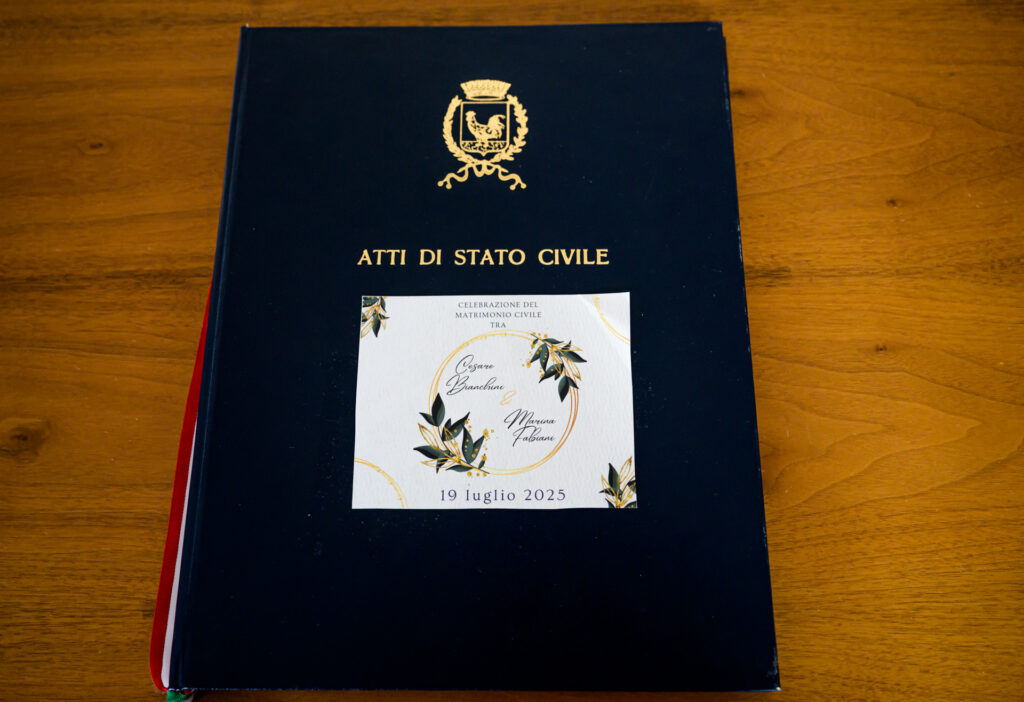 ATTI DI STATO CIVILE
CELEBRAZIONE DEL
MATRIMONIO CIVILE
TRA
Cesare
Bianchini
&
Marina
Fabiani
19 luglio 2025